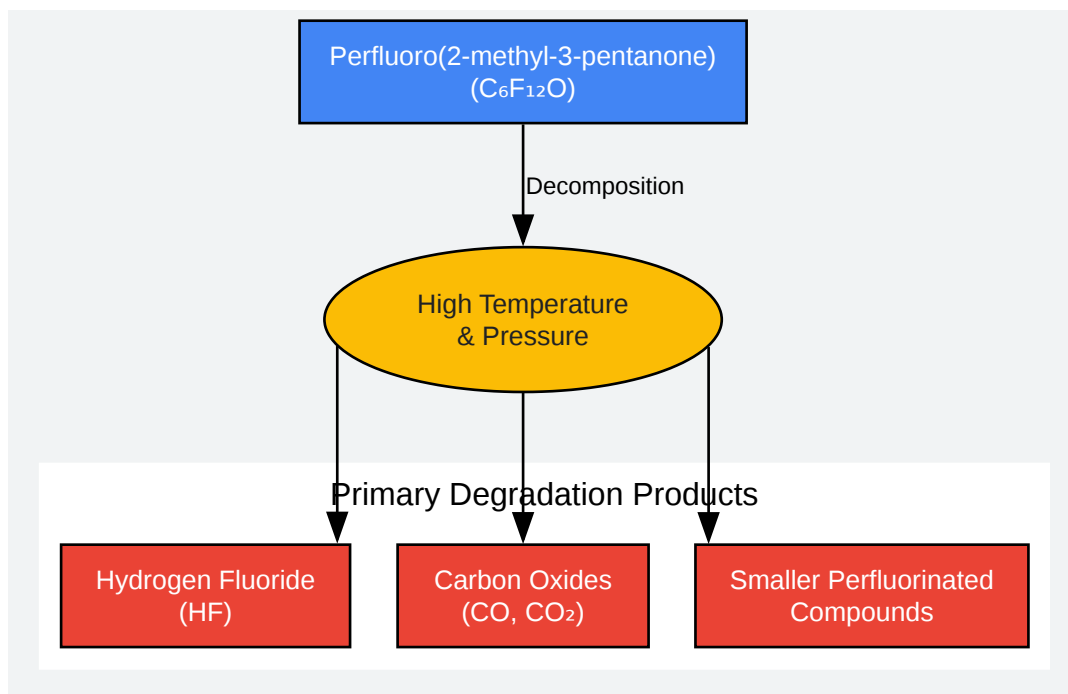 Perfluoro(2-methyl-3-pentanone)
(C₆F₁₂O)
Decomposition
High Temperature
& Pressure
Primary Degradation Products
Hydrogen Fluoride
(HF)
Carbon Oxides
(CO, CO₂)
Smaller Perfluorinated
Compounds